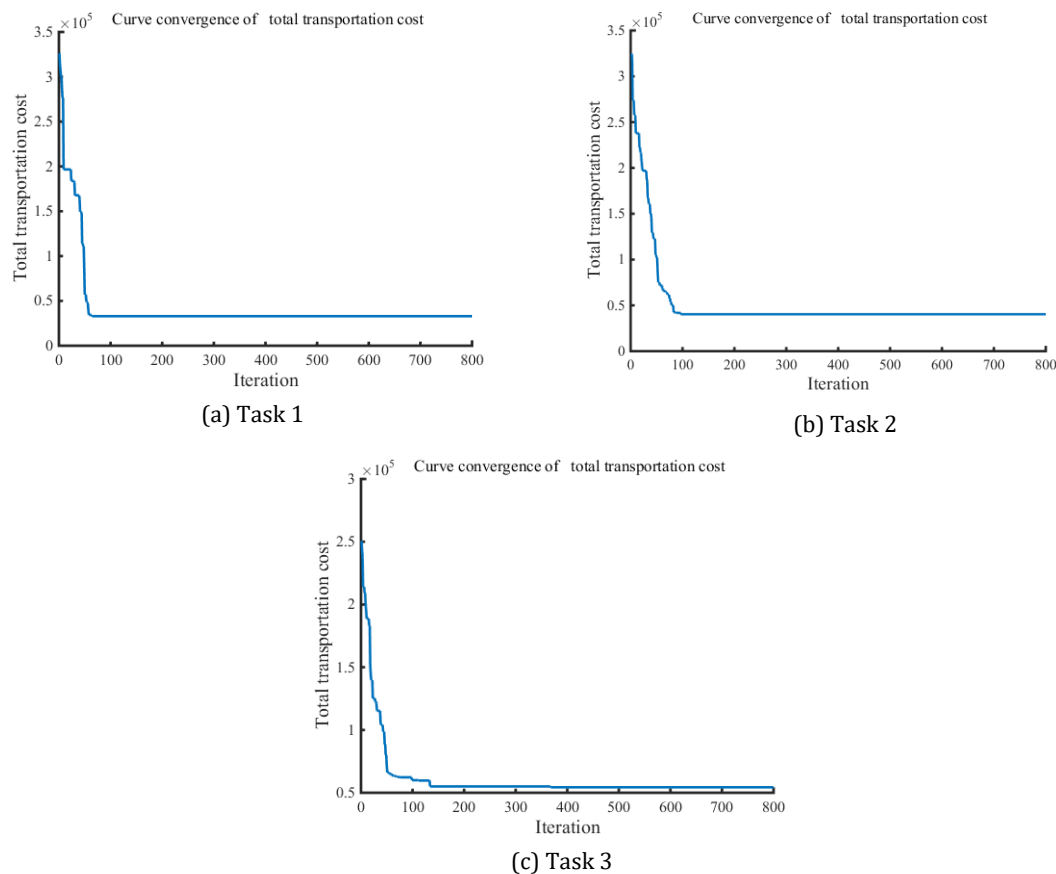 Curve convergence of total transportation cost
×10^5
3.5
3
2.5
2
1.5
1
0.5
0
Total transportation cost
0 100 200 300 400 500 600 700 800
Iteration
(a) Task 1
Curve convergence of total transportation cost
×10^5
3.5
3
2.5
2
1.5
1
0.5
0
Total transportation cost
0 100 200 300 400 500 600 700 800
Iteration
(b) Task 2
Curve convergence of total transportation cost
×10^5
3
2.5
2
1.5
1
0.5
Total transportation cost
0 100 200 300 400 500 600 700 800
Iteration
(c) Task 3